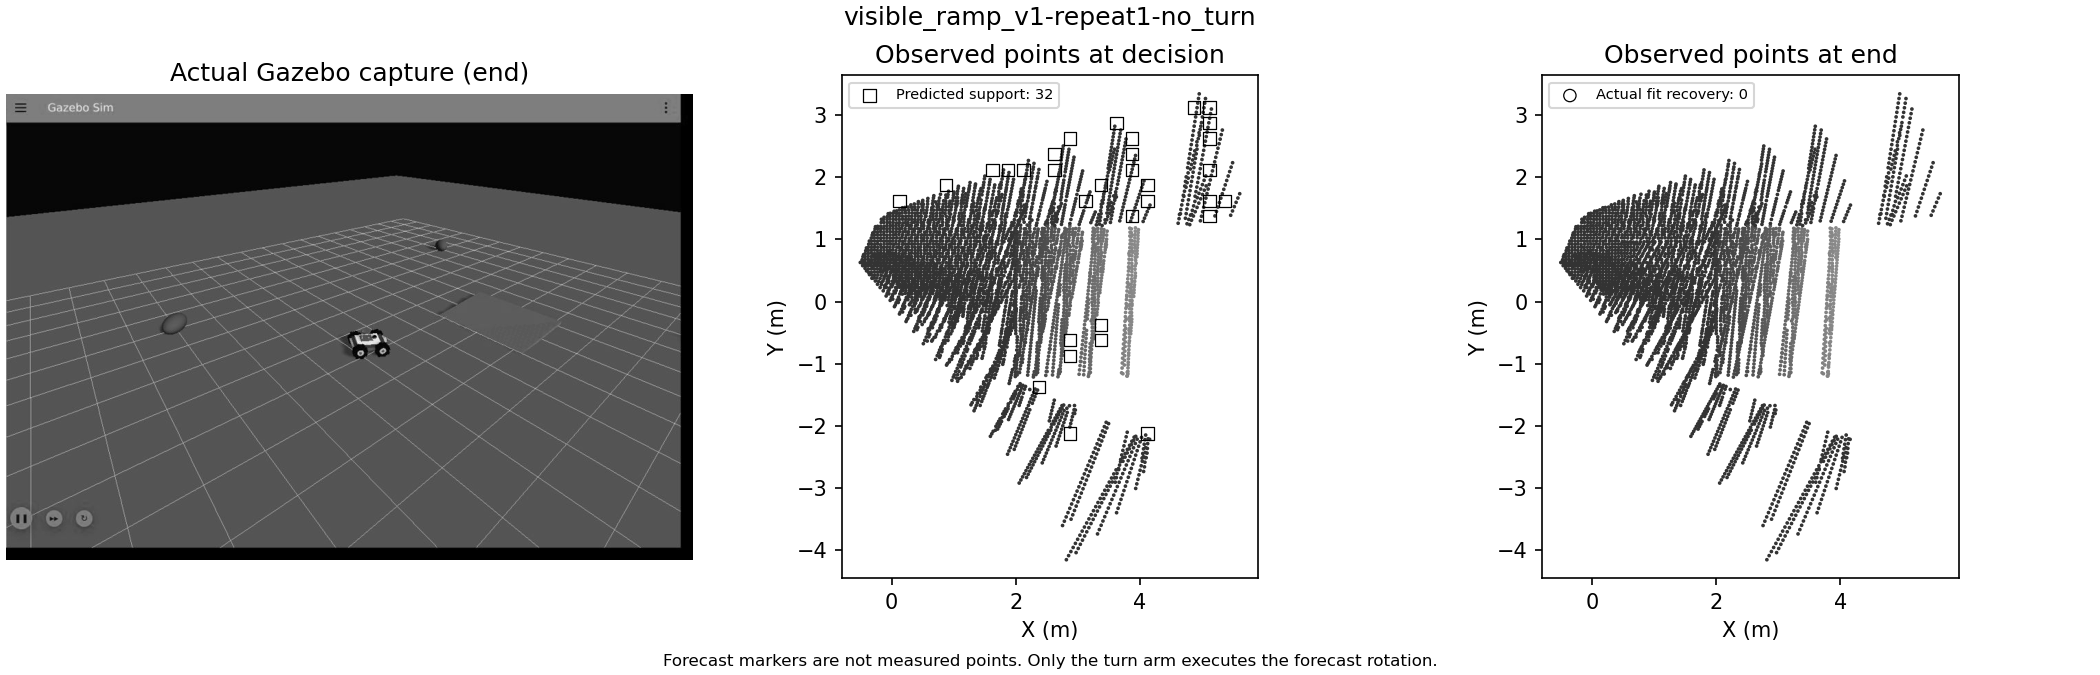 visible_ramp_v1-repeat1-no_turn
Actual Gazebo capture (end)
Gazebo Sim
Observed points at decision
Predicted support: 32
3
2
1
0
−1
−2
−3
−4
Y (m)
0
2
4
X (m)
Observed points at end
Actual fit recovery: 0
3
2
1
0
−1
−2
−3
−4
Y (m)
0
2
4
X (m)
Forecast markers are not measured points. Only the turn arm executes the forecast rotation.